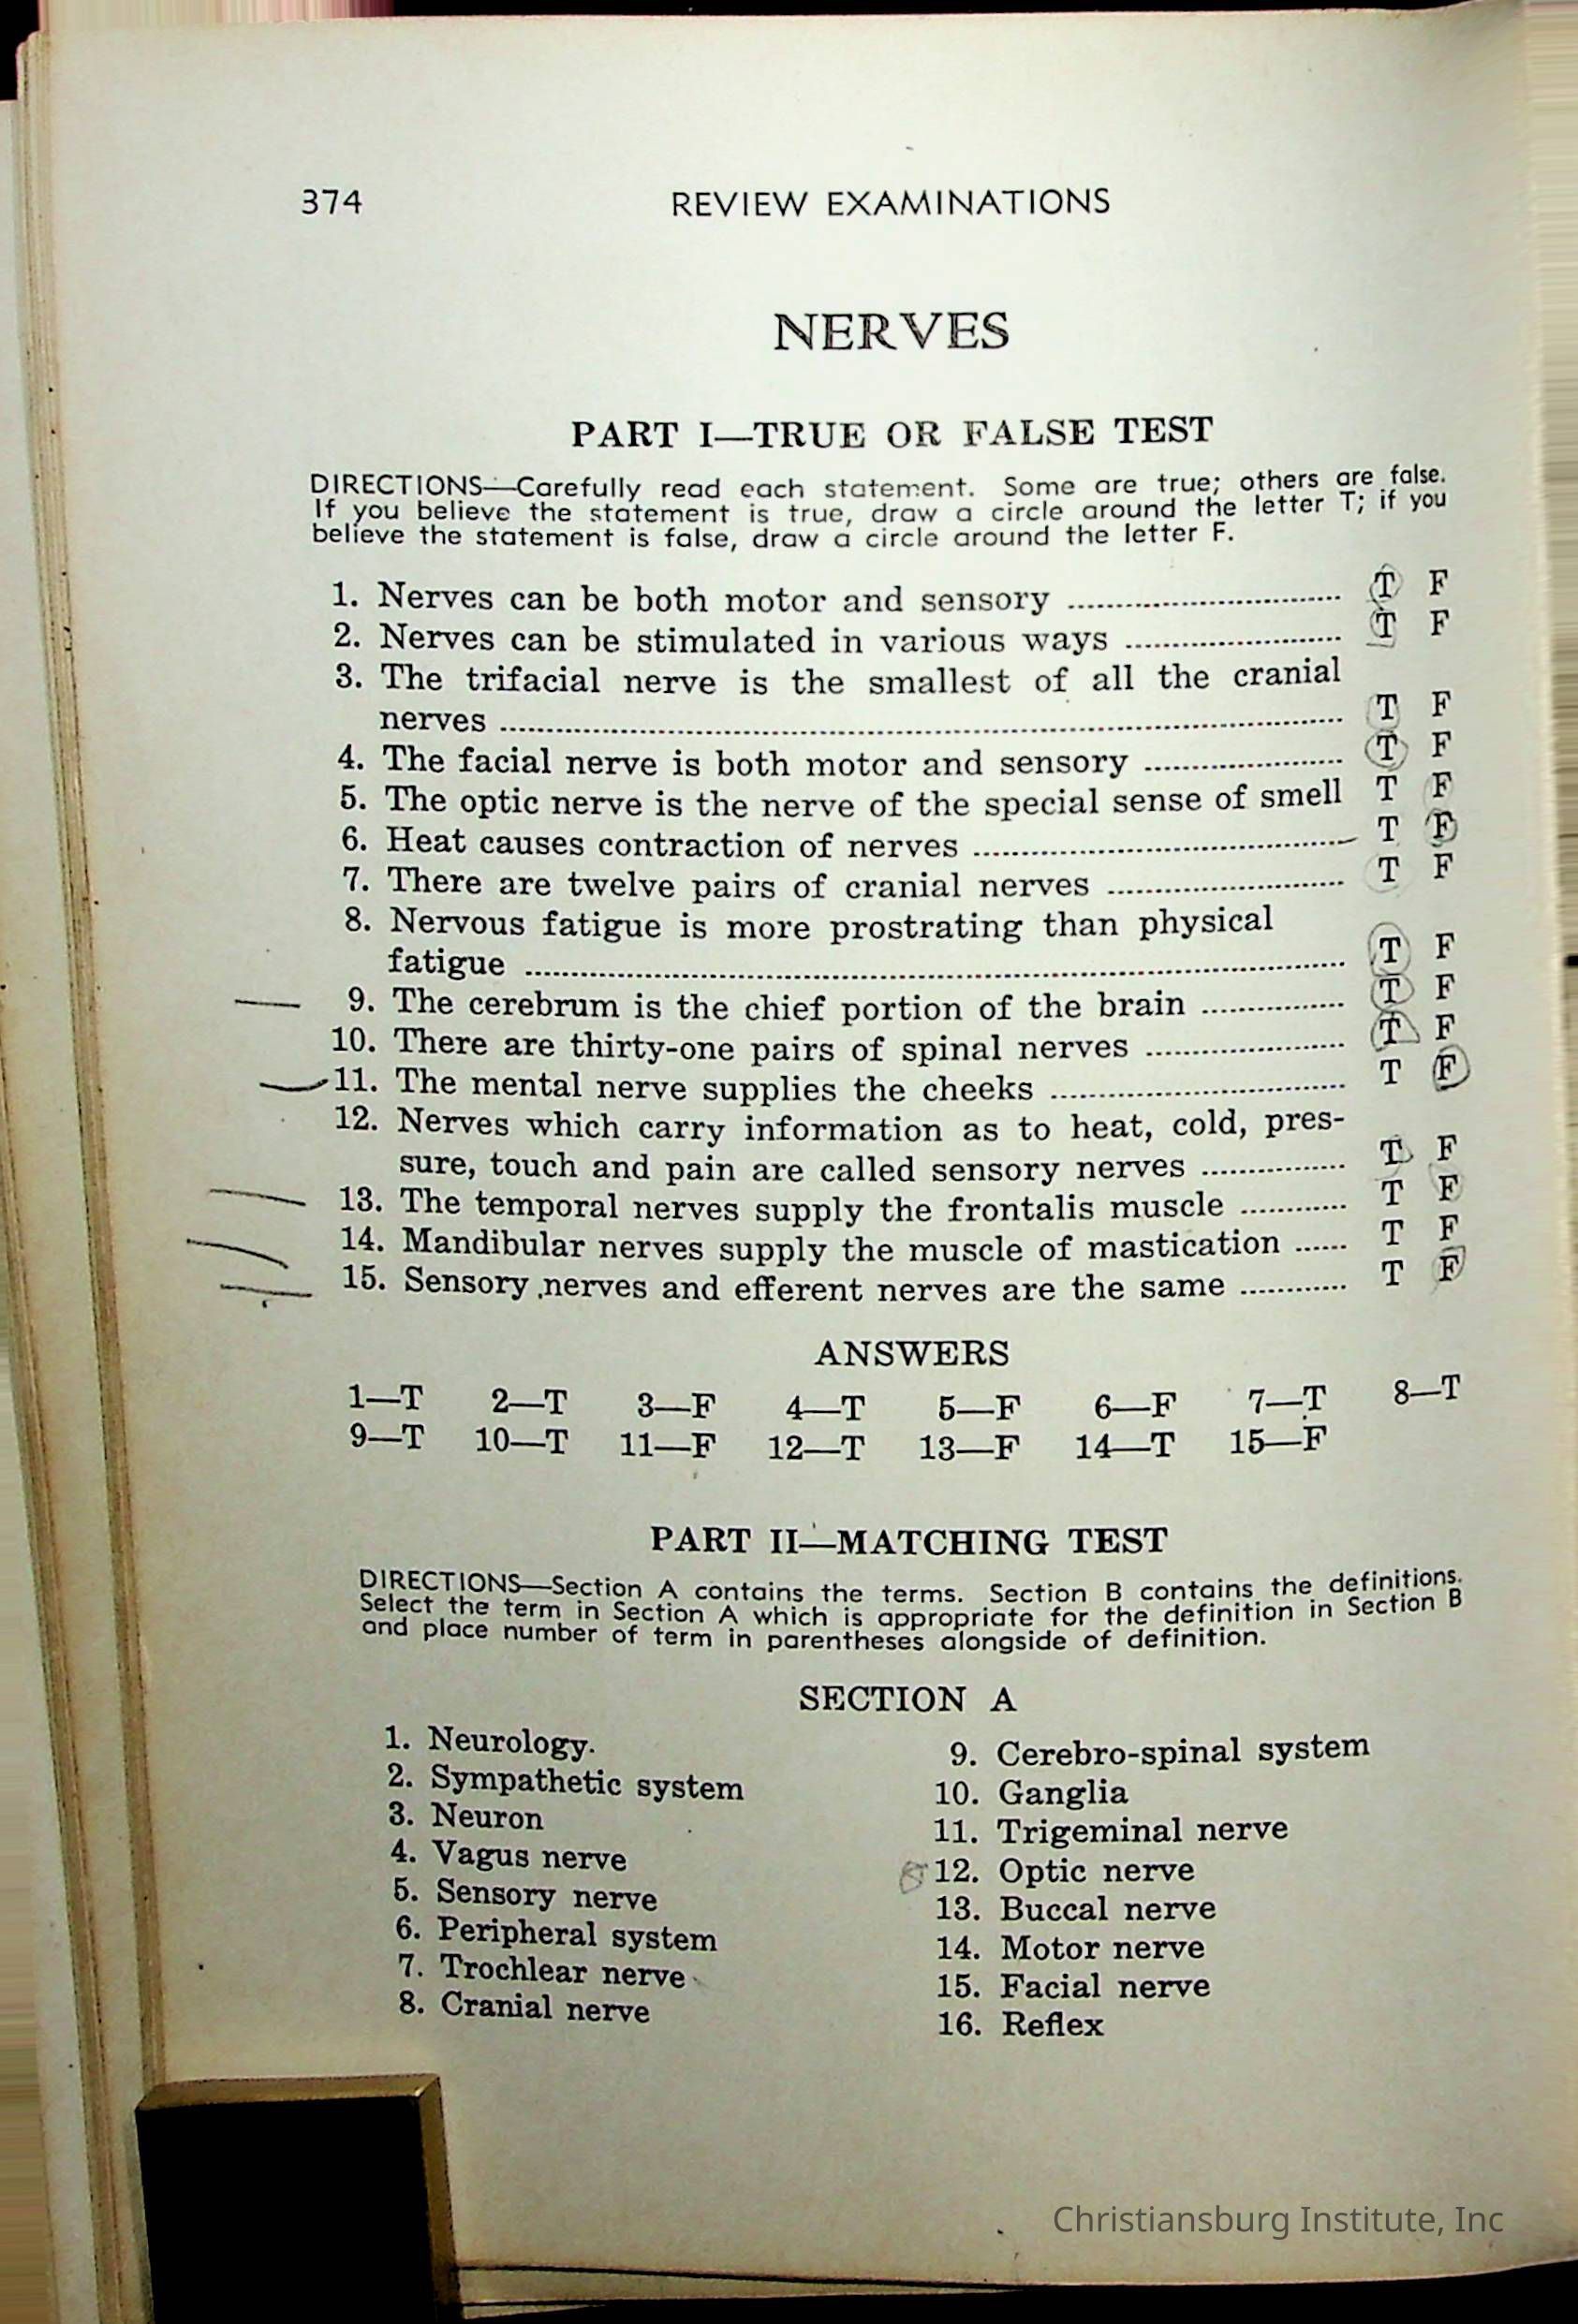 374 REVIEW EXAMINATIONS
NERVES
PART I—TRUE OR FALSE TEST
DIRECTIONS—Carefully read each statement. Some are true; others are false.
If you believe the statement is true, draw a circle around the letter T; if you
believe the statement is false, draw a circle around the letter F.
1. Nerves can be both motor and sensory T F
2. Nerves can be stimulated in various ways T F
3. The trifacial nerve is the smallest of all the cranial
nerves T F
4. The facial nerve is both motor and sensory T F
5. The optic nerve is the nerve of the special sense of smell T F
6. Heat causes contraction of nerves T F
7. There are twelve pairs of cranial nerves T F
8. Nervous fatigue is more prostrating than physical
fatigue T F
9. The cerebrum is the chief portion of the brain T F
10. There are thirty-one pairs of spinal nerves T F
11. The mental nerve supplies the cheeks T F
12. Nerves which carry information as to heat, cold, pres-
sure, touch and pain are called sensory nerves T F
13. The temporal nerves supply the frontalis muscle T F
14. Mandibular nerves supply the muscle of mastication T F
15. Sensory nerves and efferent nerves are the same T F
ANSWERS
1—T 2—T 3—F 4—T 5—F 6—F 7—T 8—T
9—T 10—T 11—F 12—T 13—F 14—T 15—F
PART II—MATCHING TEST
DIRECTIONS—Section A contains the terms. Section B contains the definitions.
Select the term in Section A which is appropriate for the definition in Section B
and place number of term in parentheses alongside of definition.
SECTION A
1. Neurology.
2. Sympathetic system
3. Neuron
4. Vagus nerve
5. Sensory nerve
6. Peripheral system
7. Trochlear nerve
8. Cranial nerve
9. Cerebro-spinal system
10. Ganglia
11. Trigeminal nerve
12. Optic nerve
13. Buccal nerve
14. Motor nerve
15. Facial nerve
16. Reflex
Christiansburg Institute, Inc